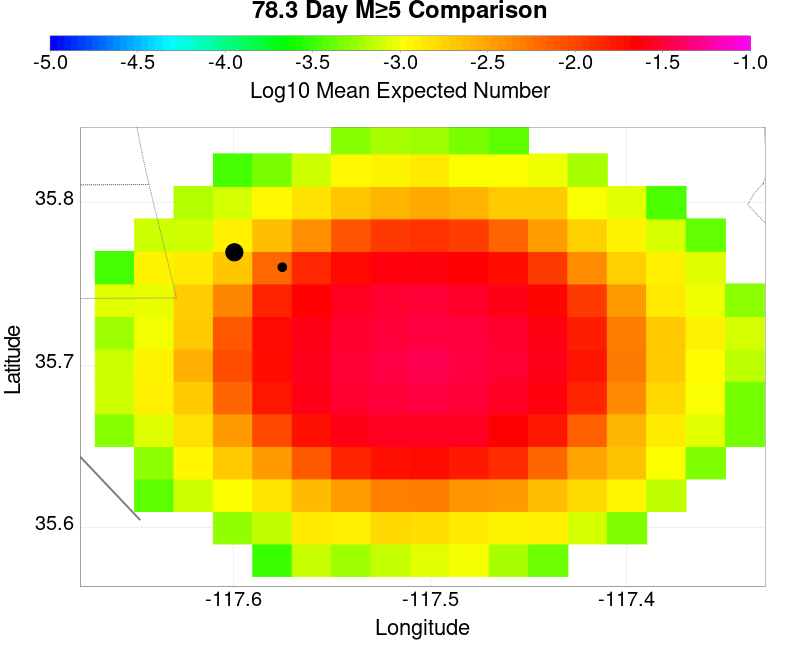 78.3 Day M≥5 Comparison
-5.0 -4.5 -4.0 -3.5 -3.0 -2.5 -2.0 -1.5 -1.0
Log10 Mean Expected Number
35.8
35.7
35.6
Latitude
-117.6 -117.5 -117.4
Longitude